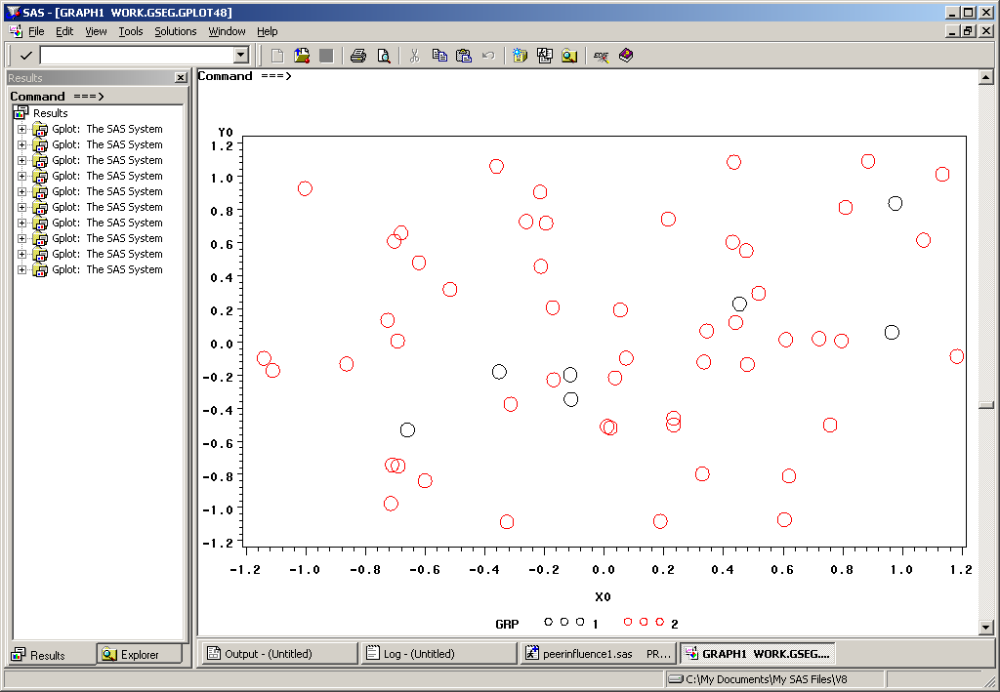 SAS - [GRAPH1 WORK.GSEG.GPLOT48]
File Edit View Tools Solutions Window Help
Results
Command ===>
Results
Gplot: The SAS System
Gplot: The SAS System
Gplot: The SAS System
Gplot: The SAS System
Gplot: The SAS System
Gplot: The SAS System
Gplot: The SAS System
Gplot: The SAS System
Gplot: The SAS System
Gplot: The SAS System
Results Explorer
Command ===>
Y0
1.2
1.0
0.8
0.6
0.4
0.2
0.0
-0.2
-0.4
-0.6
-0.8
-1.0
-1.2
-1.2 -1.0 -0.8 -0.6 -0.4 -0.2 0.0 0.2 0.4 0.6 0.8 1.0 1.2
X0
GRP 1 2
Output - (Untitled) Log - (Untitled) peerinfluence1.sas PR... GRAPH1 WORK.GSEG....
C:\My Documents\My SAS Files\V8